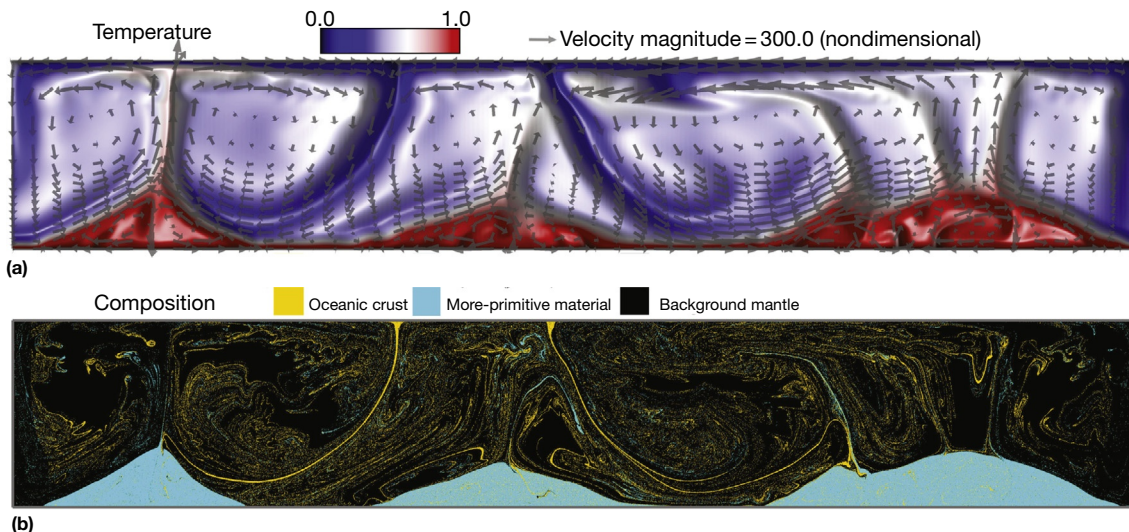 0.0 1.0
Temperature
Velocity magnitude = 300.0 (nondimensional)
(a)
Composition Oceanic crust More-primitive material Background mantle
(b)